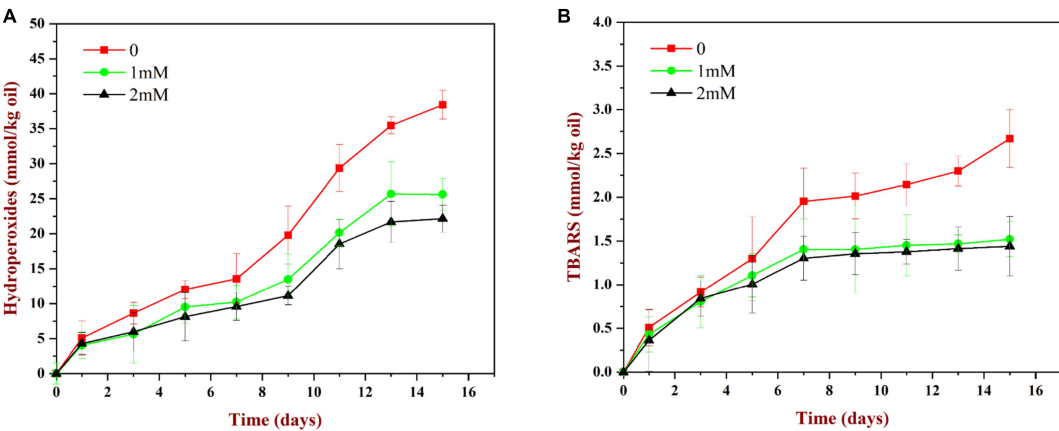 A
Hydroperoxides (mmol/kg oil)
50
45
40
35
30
25
20
15
10
5
0
0
1mM
2mM
0 2 4 6 8 10 12 14 16
Time (days)
B
TBARS (mmol/kg oil)
4.0
3.5
3.0
2.5
2.0
1.5
1.0
0.5
0.0
0
1mM
2mM
0 2 4 6 8 10 12 14 16
Time (days)